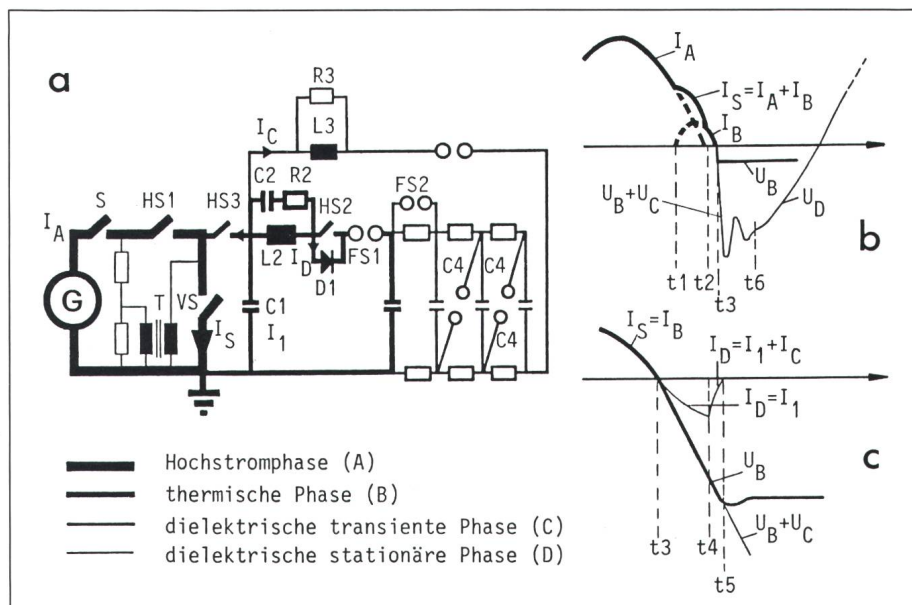 a
R3
L3
I_C
C2 R2
FS2
S HS1 HS3 HS2
I_A
L2 I_D FS1
D1
C4 C4
G
T VS
C1
C4
I_S
I_1
Hochstromphase (A)
thermische Phase (B)
dielektrische transiente Phase (C)
dielektrische stationäre Phase (D)
I_A
I_S=I_A+I_B
I_B
U_B
U_B+U_C
U_D
b
t1 t2 t6
t3
I_S=I_B
I_D=I_1+I_C
I_D=I_1
U_B
c
U_B+U_C
t3 t4
t5